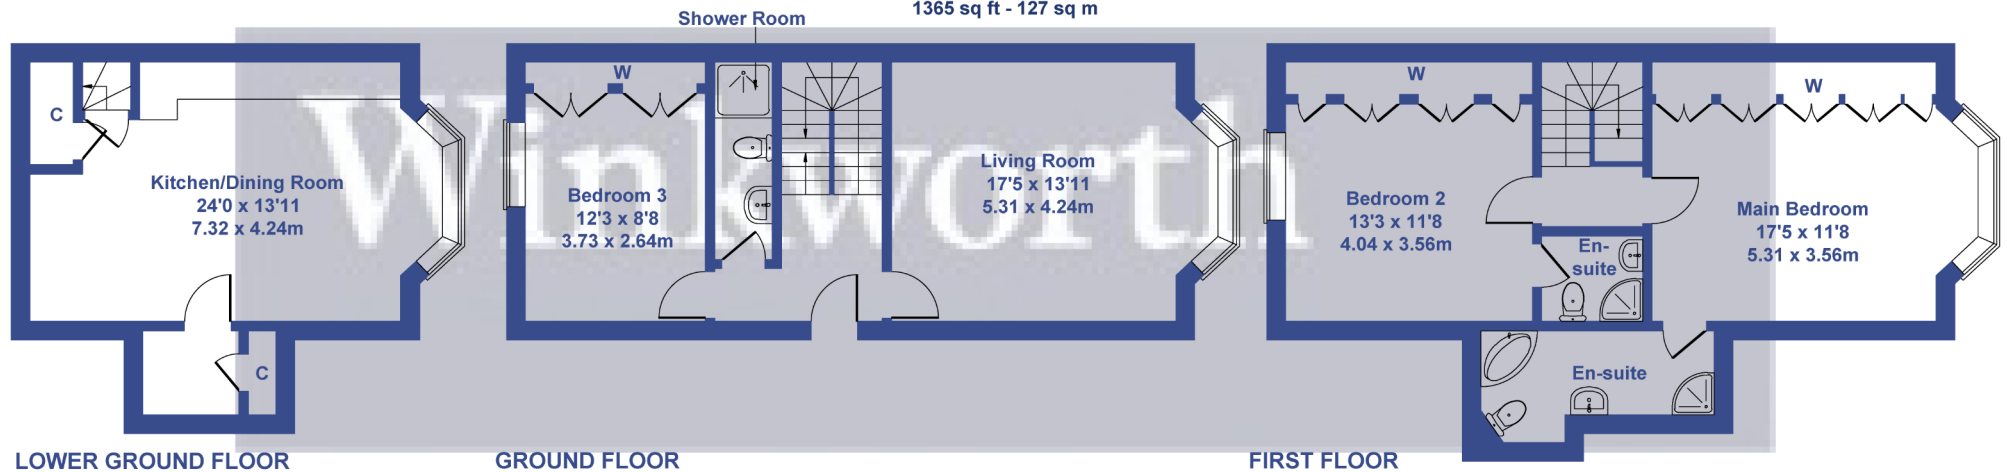 1365 sq ft - 127 sq m
Shower Room
Winkworth
C
Kitchen/Dining Room
24'0 x 13'11
7.32 x 4.24m
C
LOWER GROUND FLOOR
W
Bedroom 3
12'3 x 8'8
3.73 x 2.64m
Living Room
17'5 x 13'11
5.31 x 4.24m
GROUND FLOOR
W
Bedroom 2
13'3 x 11'8
4.04 x 3.56m
En-
suite
W
Main Bedroom
17'5 x 11'8
5.31 x 3.56m
En-suite
FIRST FLOOR